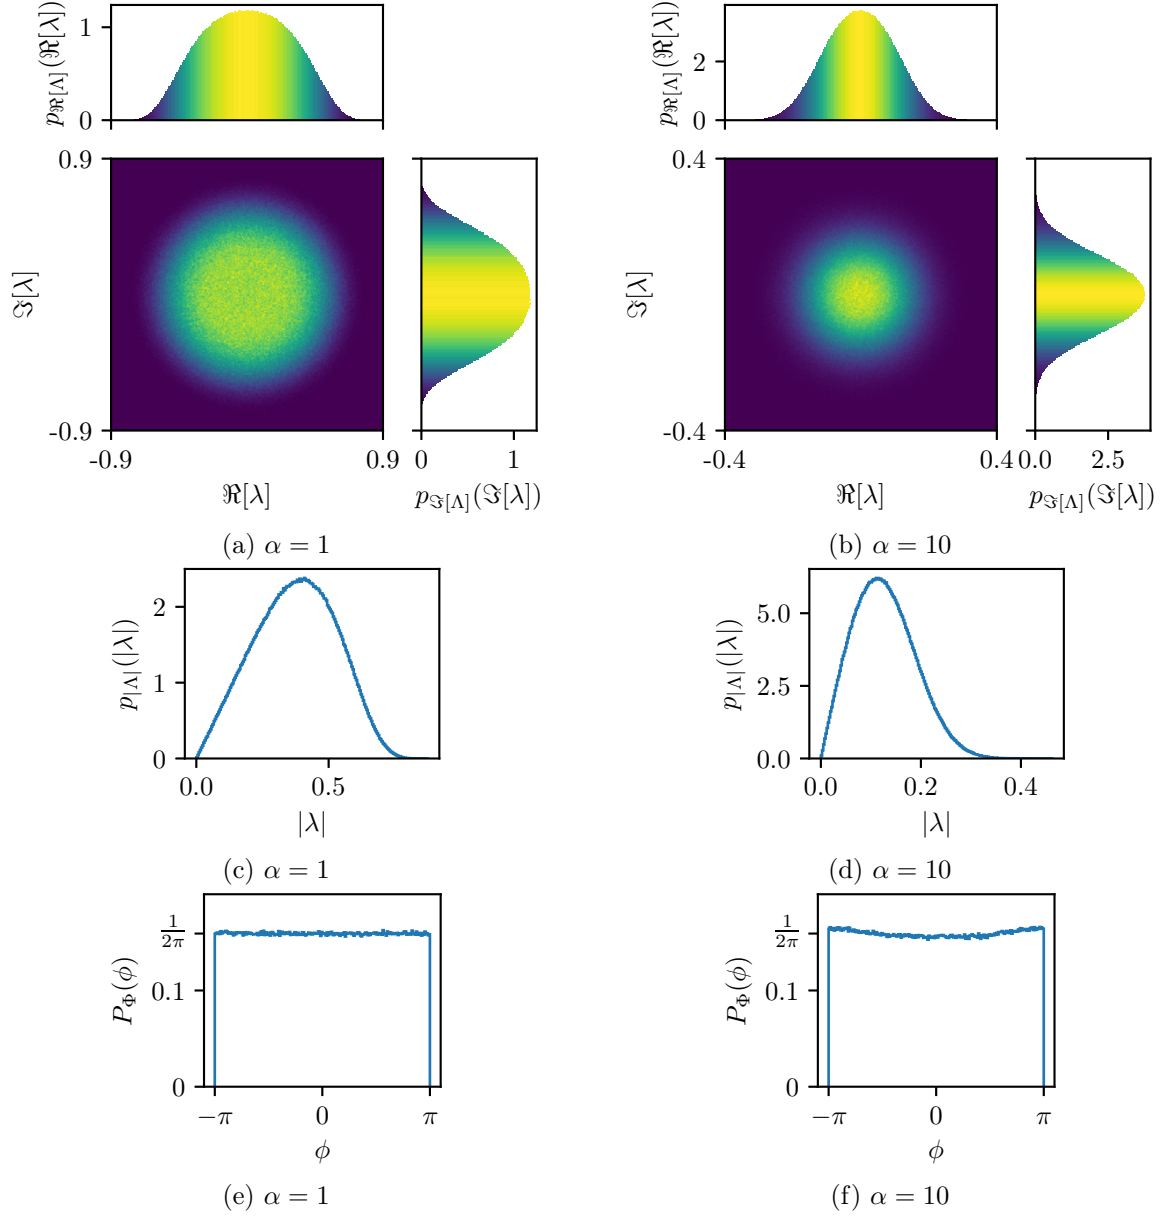 p_{ℜ[Λ]}(ℜ[λ])
1
0
p_{ℜ[Λ]}(ℜ[λ])
2
0
ℑ[λ]
0.9
-0.9
-0.9
0.9
ℜ[λ]
0
1
p_{ℑ[Λ]}(ℑ[λ])
ℑ[λ]
0.4
-0.4
-0.4
0.4
ℜ[λ]
0.0
2.5
p_{ℑ[Λ]}(ℑ[λ])
(a) α = 1
(b) α = 10
p_{|Λ|}(|λ|)
2
1
0
0.0
0.5
|λ|
p_{|Λ|}(|λ|)
5.0
2.5
0.0
0.0
0.2
0.4
|λ|
(c) α = 1
(d) α = 10
P_Φ(ϕ)
1/2π
0.1
0
−π
0
π
ϕ
P_Φ(ϕ)
1/2π
0.1
0
−π
0
π
ϕ
(e) α = 1
(f) α = 10